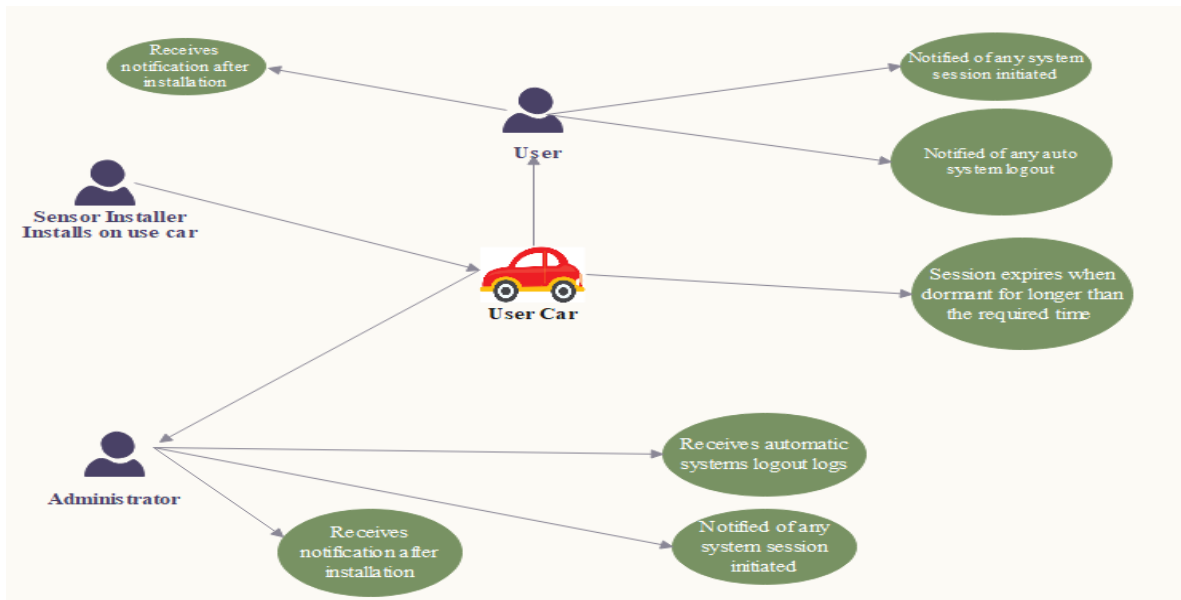 Receives
notification after
installation
Notified of any system
session initiated
User
Notified of any auto
system logout
Sensor Installer
Installs on use car
Session expires when
dormant for longer than
the required time
User Car
Receives automatic
systems logout logs
Administrator
Receives
notification after
installation
Notified of any
system session
initiated